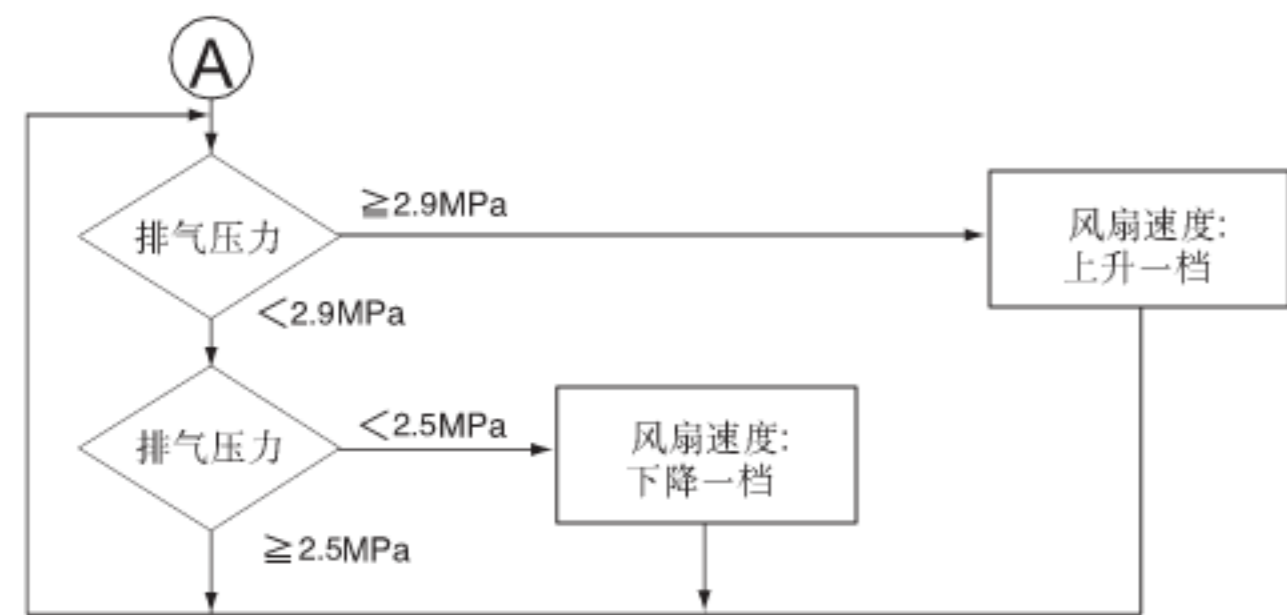 A
≧2.9MPa
排气压力
风扇速度:
上升一档
<2.9MPa
<2.5MPa
排气压力
风扇速度:
下降一档
≧2.5MPa